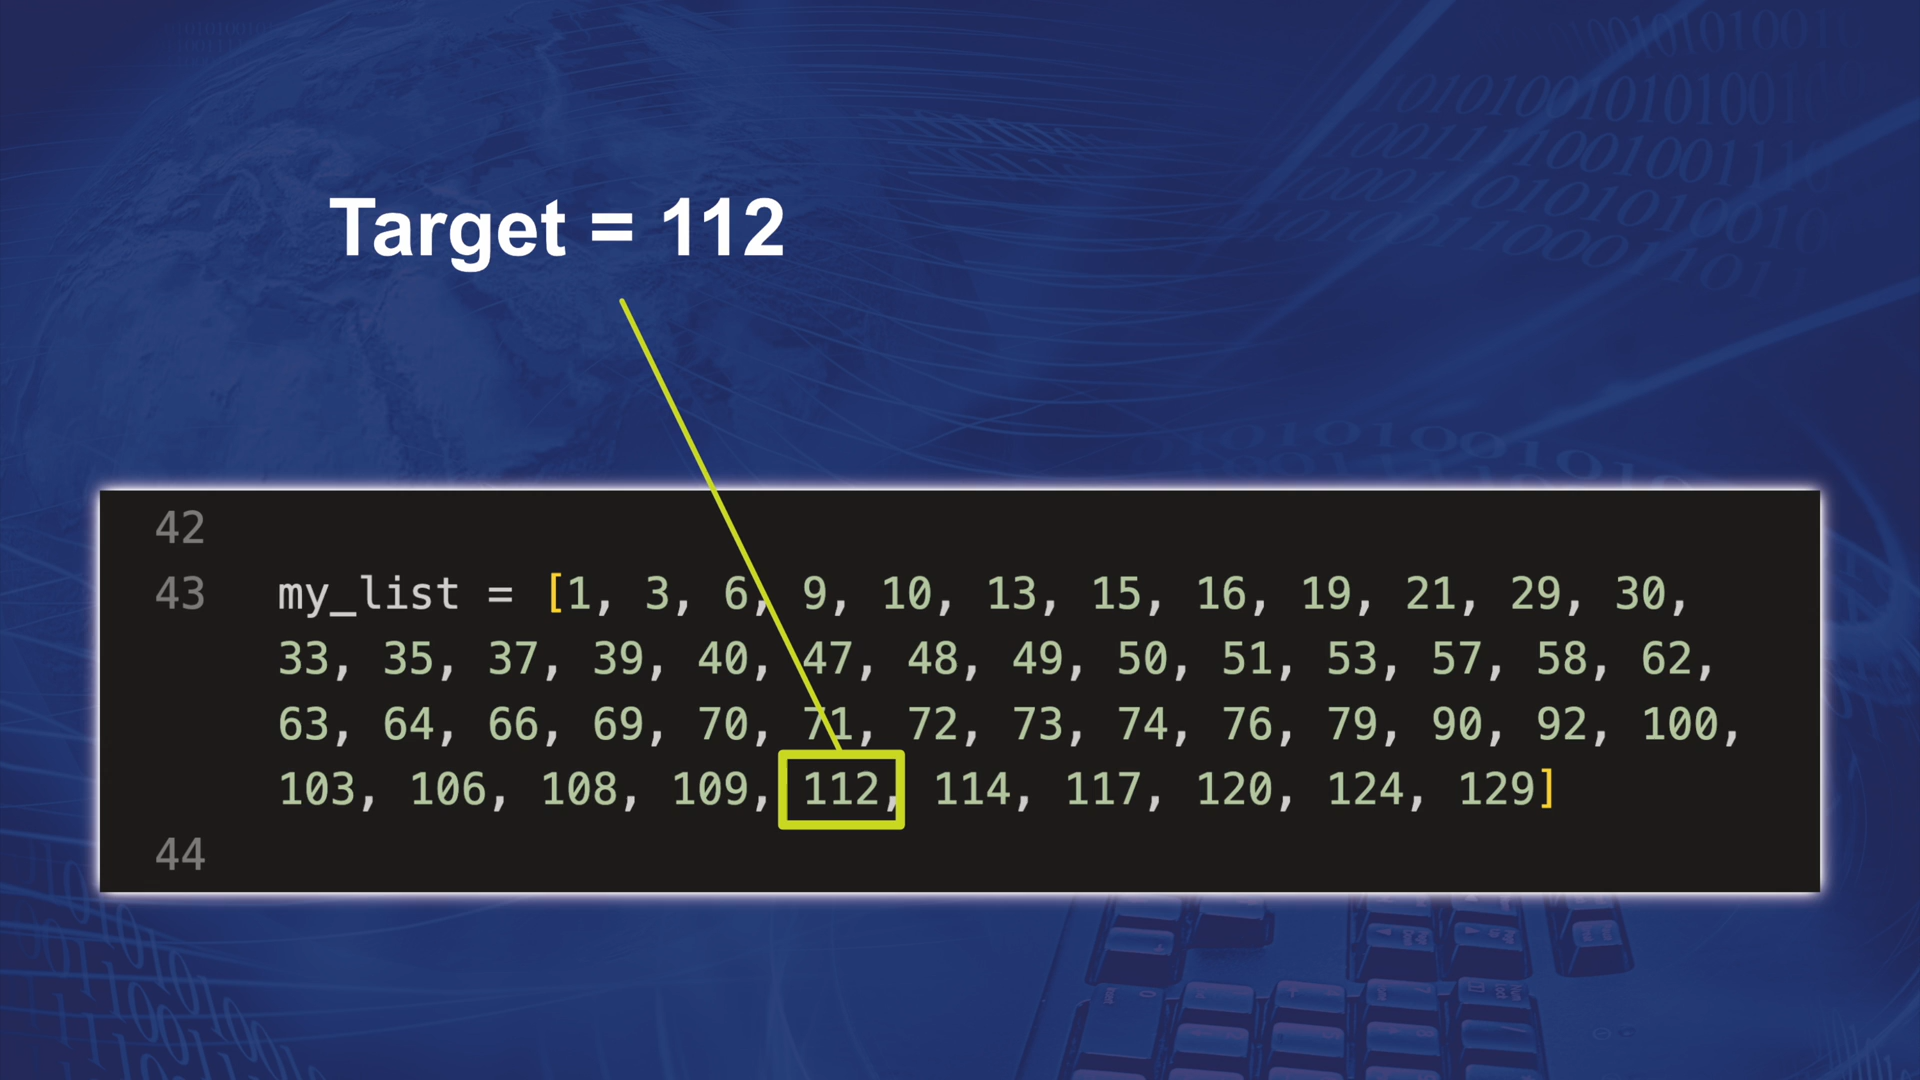 Target = 112
42
43 my_list = [1, 3, 6, 9, 10, 13, 15, 16, 19, 21, 29, 30,
33, 35, 37, 39, 40, 47, 48, 49, 50, 51, 53, 57, 58, 62,
63, 64, 66, 69, 70, 71, 72, 73, 74, 76, 79, 90, 92, 100,
103, 106, 108, 109, 112, 114, 117, 120, 124, 129]
44